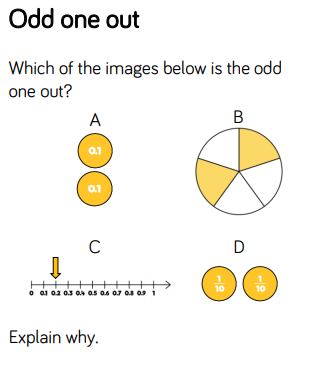 Odd one out
Which of the images below is the odd
one out?
A
B
0.1
0.1
C
D
0 0.1 0.2 0.3 0.4 0.5 0.6 0.7 0.8 0.9 1
1/10 1/10
Explain why.